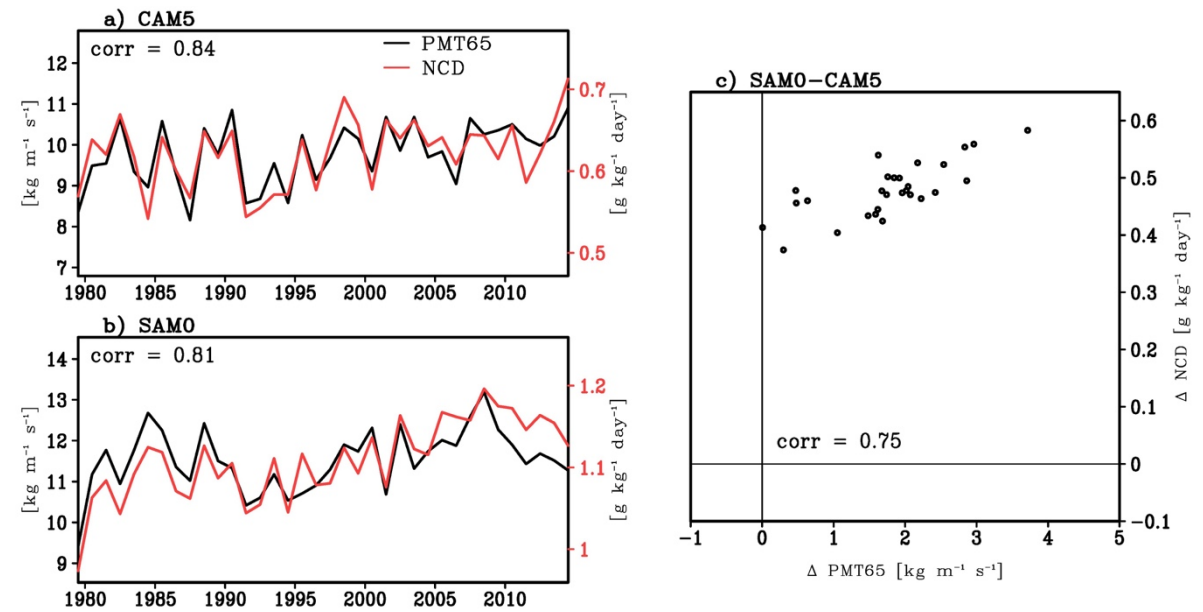 a) CAM5
corr = 0.84
PMT65
NCD
12
11
10
9
8
7
[kg m⁻¹ s⁻¹]
0.7
0.6
0.5
[g kg⁻¹ day⁻¹]
1980 1985 1990 1995 2000 2005 2010
b) SAM0
corr = 0.81
14
13
12
11
10
9
[kg m⁻¹ s⁻¹]
1.2
1.1
1
[g kg⁻¹ day⁻¹]
1980 1985 1990 1995 2000 2005 2010
c) SAM0-CAM5
0.6
0.5
0.4
0.3
0.2
0.1
0
-0.1
Δ NCD [g kg⁻¹ day⁻¹]
corr = 0.75
-1 0 1 2 3 4 5
Δ PMT65 [kg m⁻¹ s⁻¹]